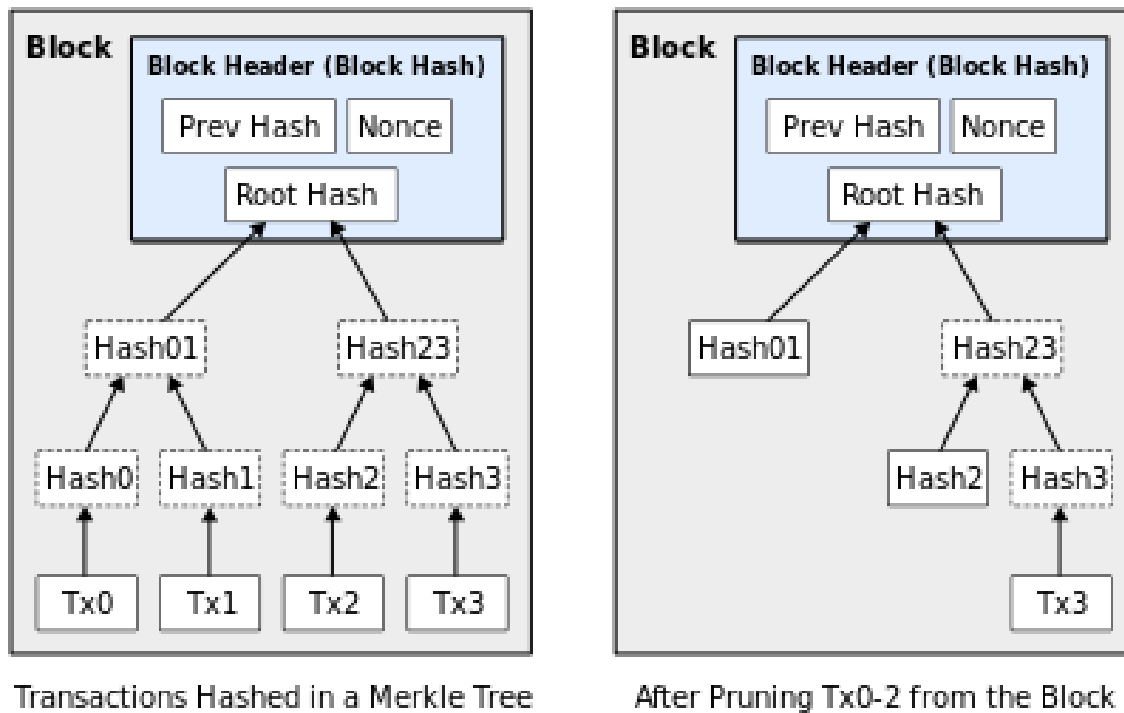 Block
Block Header (Block Hash)
Prev Hash
Nonce
Root Hash
Hash01
Hash23
Hash0
Hash1
Hash2
Hash3
Tx0
Tx1
Tx2
Tx3
Transactions Hashed in a Merkle Tree
Block
Block Header (Block Hash)
Prev Hash
Nonce
Root Hash
Hash01
Hash23
Hash2
Hash3
Tx3
After Pruning Tx0-2 from the Block